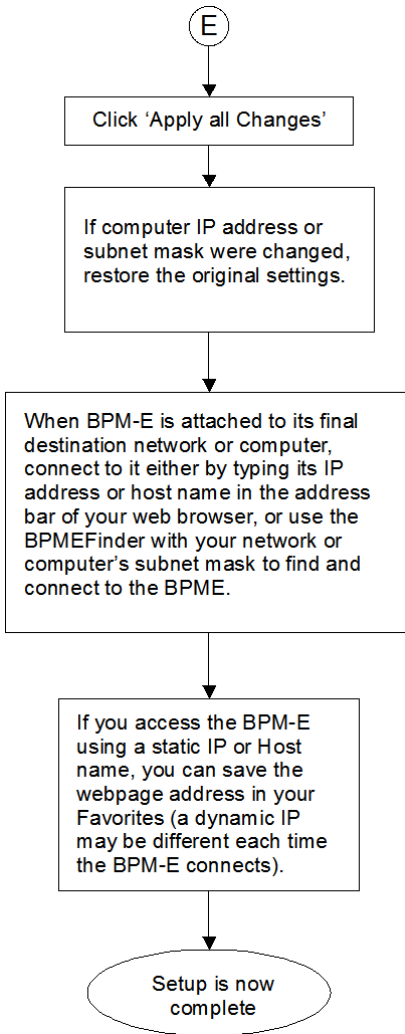 E
Click ‘Apply all Changes’
If computer IP address or
subnet mask were changed,
restore the original settings.
When BPM-E is attached to its final
destination network or computer,
connect to it either by typing its IP
address or host name in the address
bar of your web browser, or use the
BPMEFinder with your network or
computer’s subnet mask to find and
connect to the BPME.
If you access the BPM-E
using a static IP or Host
name, you can save the
webpage address in your
Favorites (a dynamic IP
may be different each time
the BPM-E connects).
Setup is now
complete